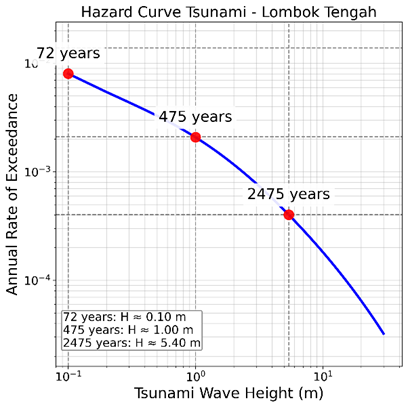 Hazard Curve Tsunami - Lombok Tengah
72 years
475 years
2475 years
Annual Rate of Exceedance
10⁻³
10⁻⁴
72 years: H ≈ 0.10 m
475 years: H ≈ 1.00 m
2475 years: H ≈ 5.40 m
10⁻¹ 10⁰ 10¹
Tsunami Wave Height (m)